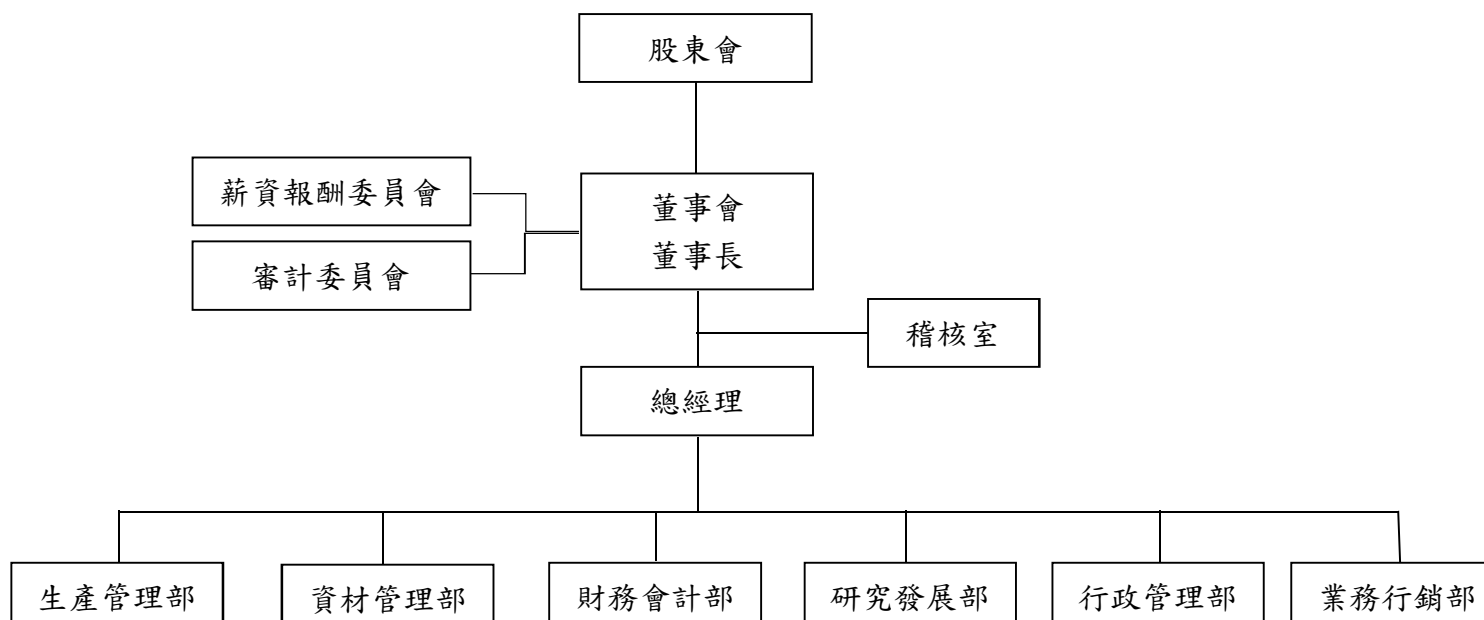 股東會
薪資報酬委員會
董事會
董事長
審計委員會
稽核室
總經理
生產管理部
資材管理部
財務會計部
研究發展部
行政管理部
業務行銷部